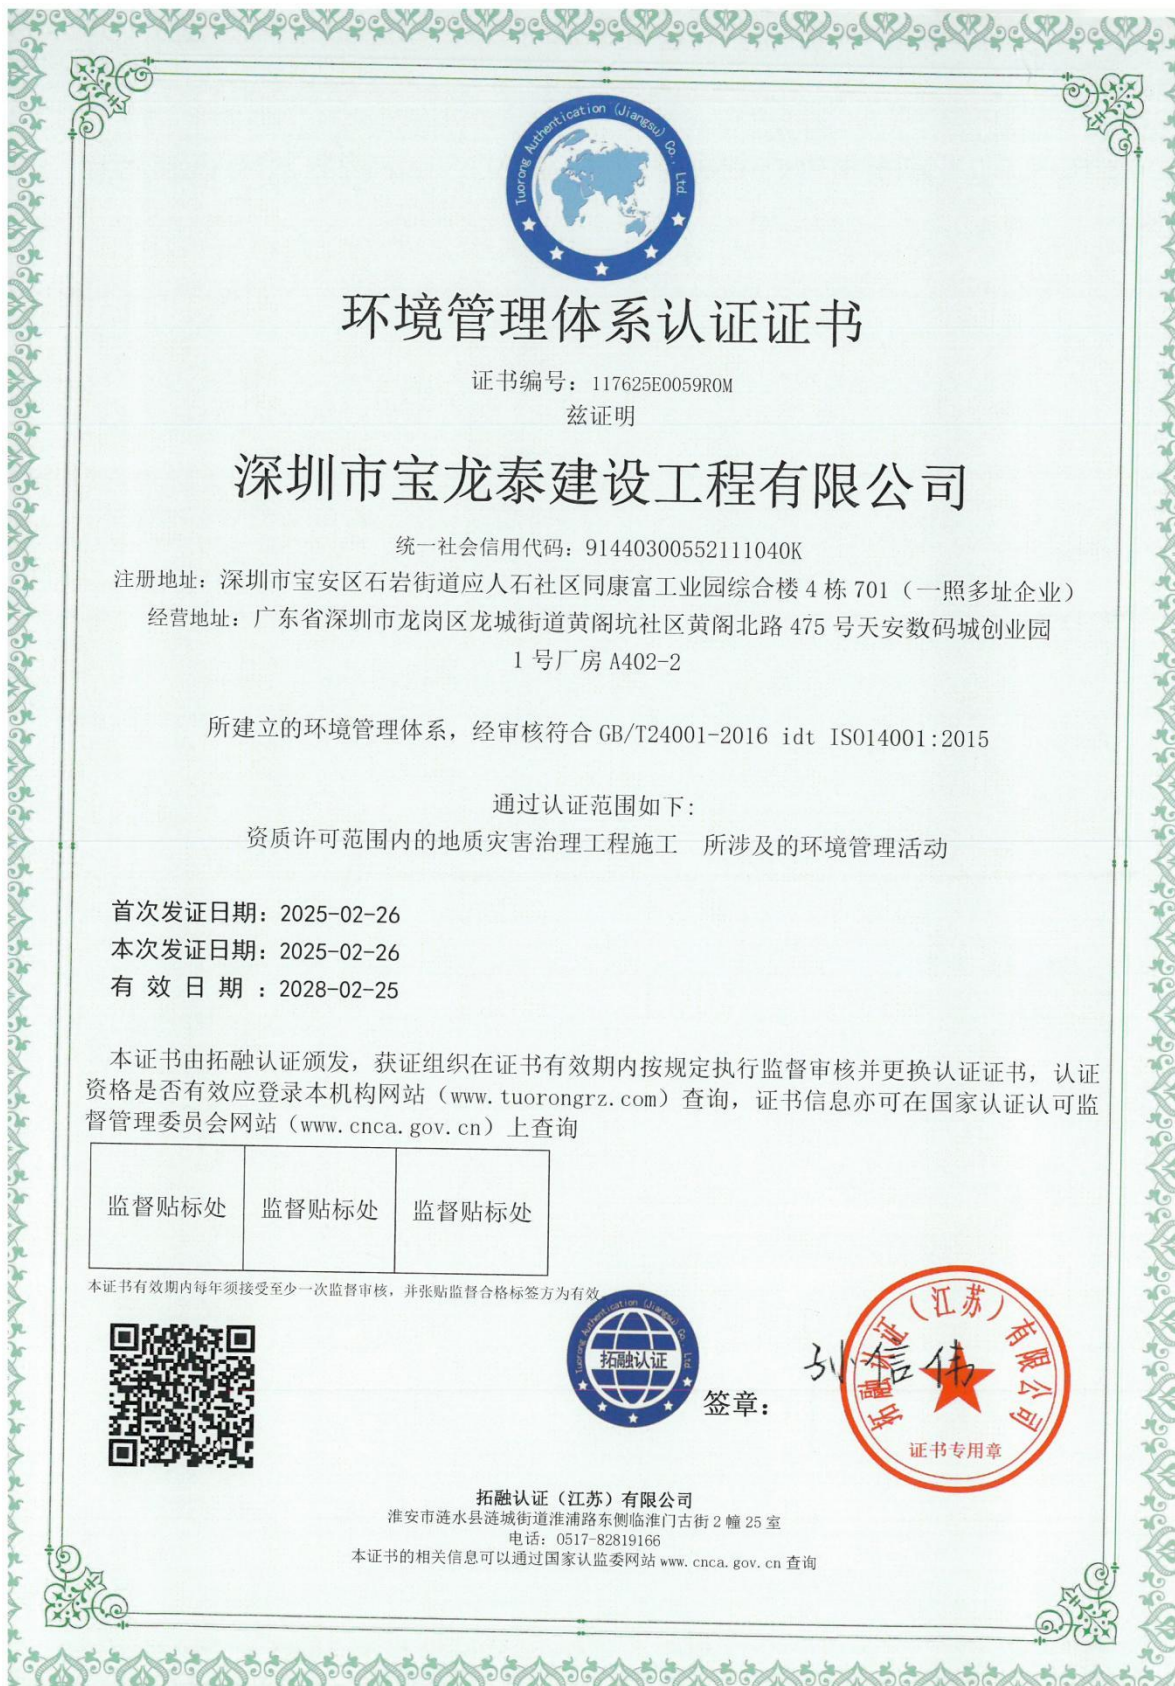 Tuorong Authentication (Jiangsu) Co., Ltd.
环境管理体系认证证书
证书编号：117625E0059R0M
兹证明
深圳市宝龙泰建设工程有限公司
统一社会信用代码：91440300552111040K
注册地址：深圳市宝安区石岩街道应人石社区同康富工业园综合楼 4 栋 701（一照多址企业）
经营地址：广东省深圳市龙岗区龙城街道黄阁坑社区黄阁北路 475 号天安数码城创业园
1 号厂房 A402-2
所建立的环境管理体系，经审核符合 GB/T24001-2016 idt ISO14001:2015
通过认证范围如下:
资质许可范围内的地质灾害治理工程施工 所涉及的环境管理活动
首次发证日期：2025-02-26
本次发证日期：2025-02-26
有 效 日 期 ：2028-02-25
本证书由拓融认证颁发，获证组织在证书有效期内按规定执行监督审核并更换认证证书，认证
资格是否有效应登录本机构网站（www.tuorongrz.com）查询，证书信息亦可在国家认证认可监
督管理委员会网站（www.cnca.gov.cn）上查询
监督贴标处 监督贴标处 监督贴标处
本证书有效期内每年须接受至少一次监督审核，并张贴监督合格标签方为有效。
Tuorong Authentication (Jiangsu) Co., Ltd
拓融认证
签章：
孙信伟
拓融认证（江苏）有限公司
证书专用章
拓融认证（江苏）有限公司
淮安市涟水县涟城街道淮浦路东侧临淮门古街 2 幢 25 室
电话：0517-82819166
本证书的相关信息可以通过国家认监委网站 www.cnca.gov.cn 查询